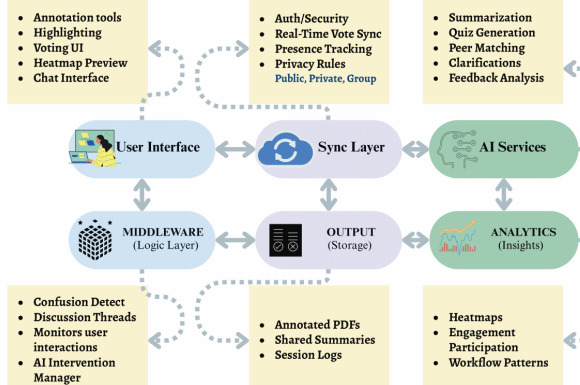 • Annotation tools
• Highlighting
• Voting UI
• Heatmap Preview
• Chat Interface
• Auth/Security
• Real-Time Vote Sync
• Presence Tracking
• Privacy Rules
Public, Private, Group
• Summarization
• Quiz Generation
• Peer Matching
• Clarifications
• Feedback Analysis
User Interface
Sync Layer
AI Services
MIDDLEWARE
(Logic Layer)
OUTPUT
(Storage)
ANALYTICS
(Insights)
• Confusion Detect
• Discussion Threads
• Monitors user
interactions
• AI Intervention
Manager
• Annotated PDFs
• Shared Summaries
• Session Logs
• Heatmaps
• Engagement
Participation
• Workflow Patterns